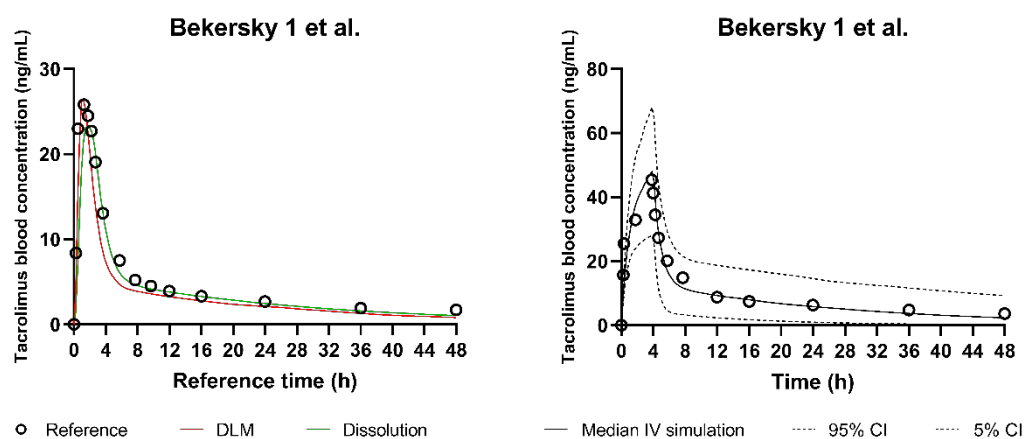 Bekersky 1 et al.
Tacrolimus blood concentration (ng/mL)
30
20
10
0
0 4 8 12 16 20 24 28 32 36 40 44 48
Reference time (h)
Reference DLM Dissolution
Bekersky 1 et al.
Tacrolimus blood concentration (ng/mL)
80
60
40
20
0
0 4 8 12 16 20 24 28 32 36 40 44 48
Time (h)
Median IV simulation 95% CI 5% CI